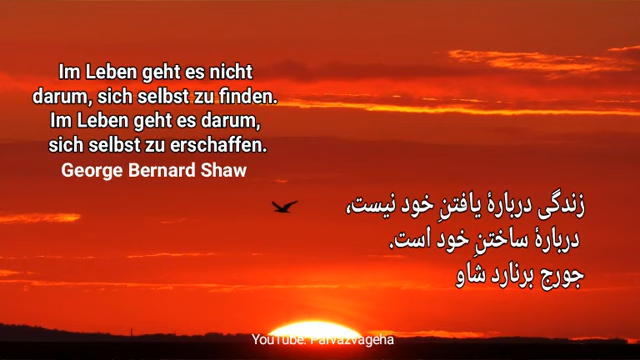 Im Leben geht es nicht
darum, sich selbst zu finden.
Im Leben geht es darum,
sich selbst zu erschaffen.
George Bernard Shaw
زندگی دربارهٔ یافتنِ خود نیست،
دربارهٔ ساختنِ خود است.
جورج برنارد شاو
YouTube: Parvazvageha